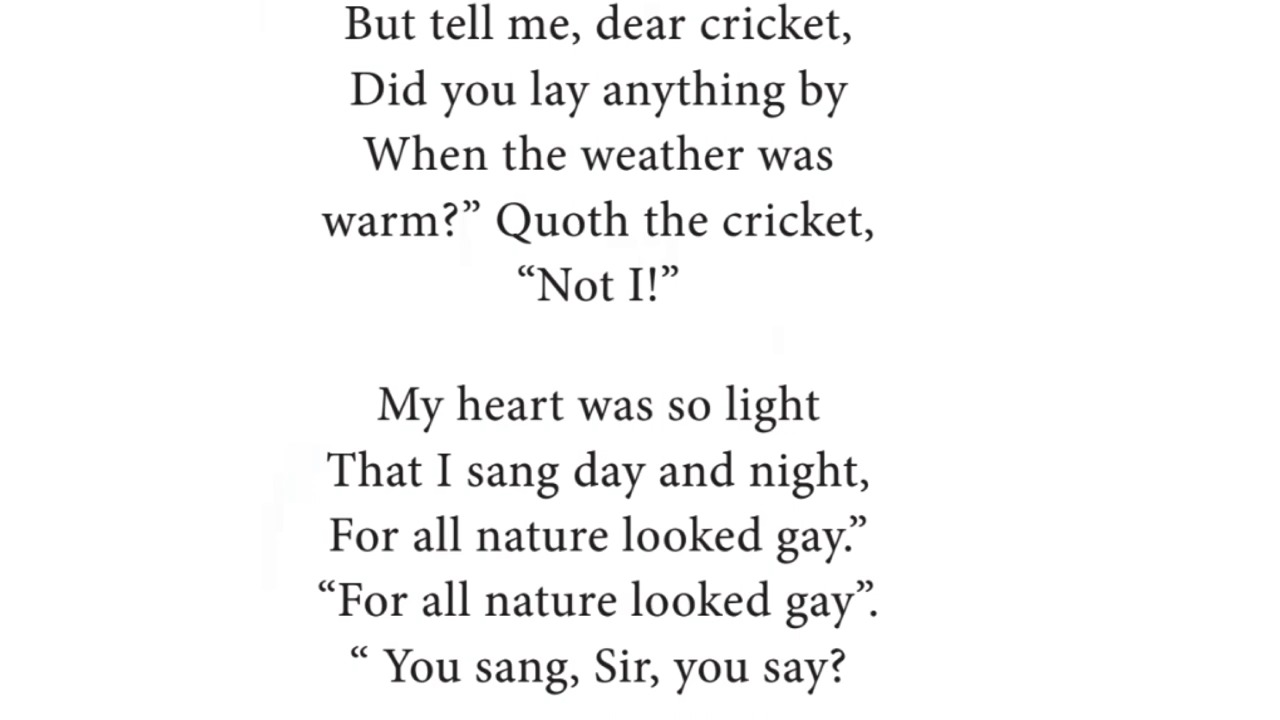 But tell me, dear cricket,
Did you lay anything by
When the weather was
warm?” Quoth the cricket,
“Not I!”
My heart was so light
That I sang day and night,
For all nature looked gay.”
“For all nature looked gay”.
“ You sang, Sir, you say?